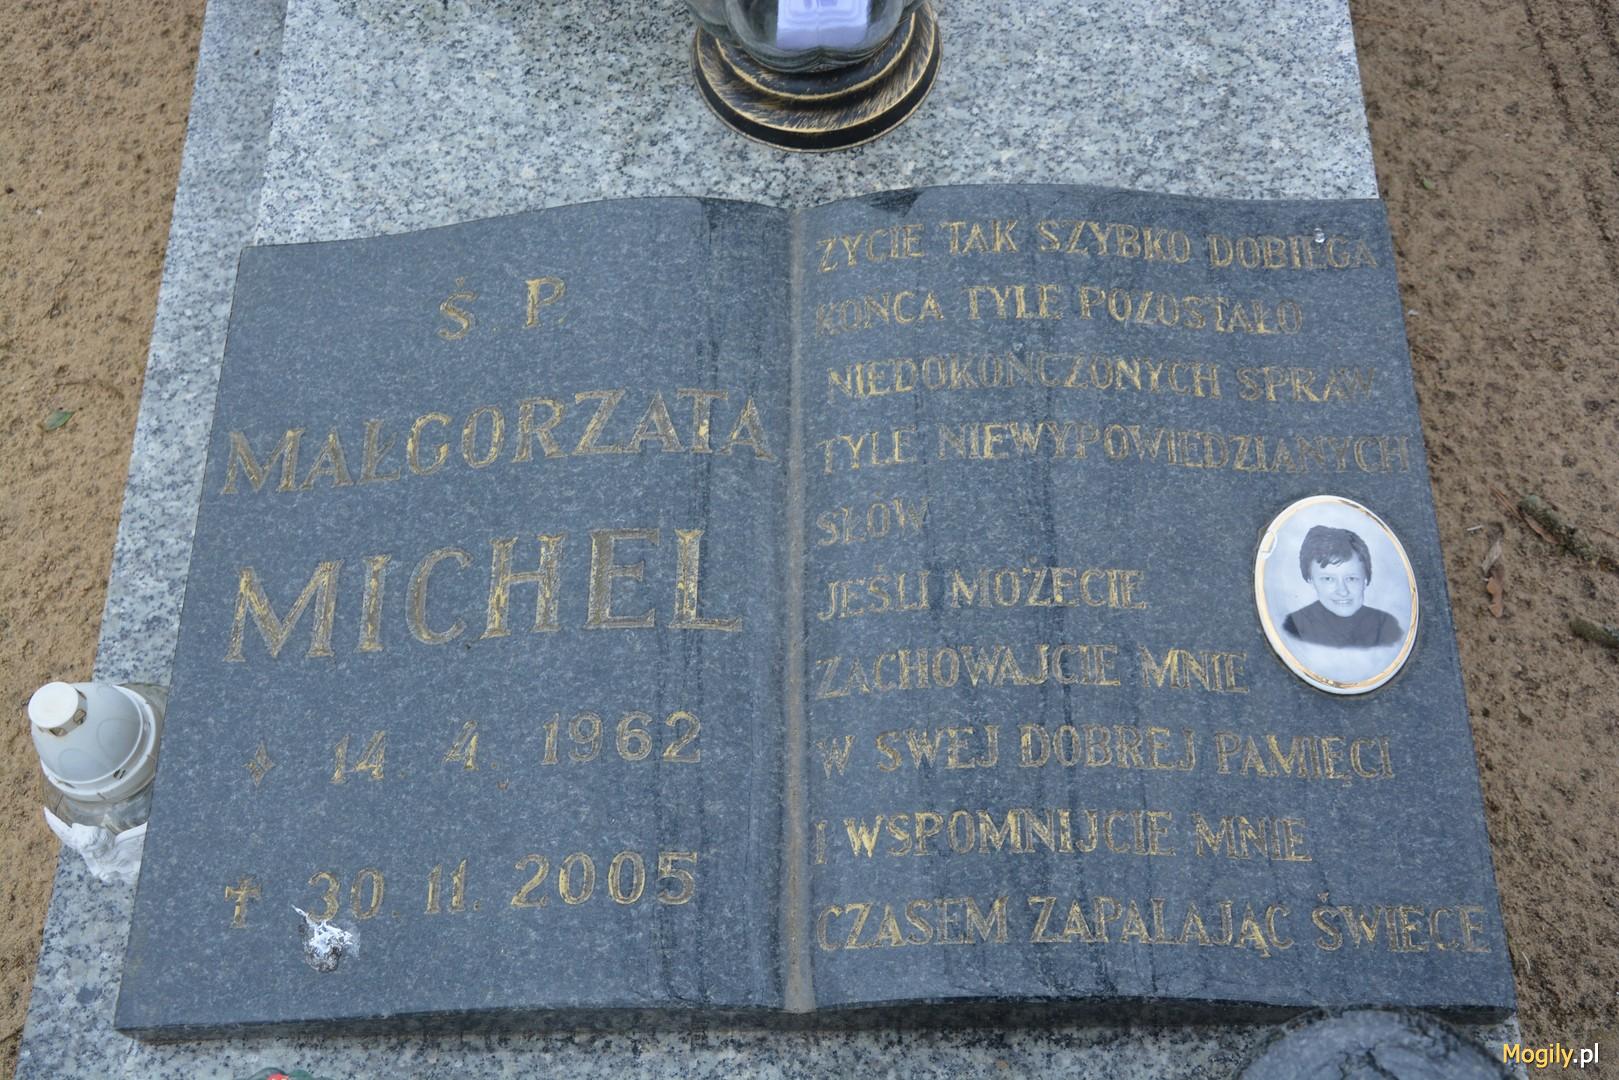 Ś. P.
MAŁGORZATA
MICHEL
14. 4. 1962
✝ 30. 11. 2005
ŻYCIE TAK SZYBKO DOBIEGA
KOŃCA TYLE POZOSTAŁO
NIEDOKOŃCZONYCH SPRAW
TYLE NIEWYPOWIEDZIANYCH
SŁÓW
JEŚLI MOŻECIE
ZACHOWAJCIE MNIE
W SWEJ DOBREJ PAMIĘCI
I WSPOMNIJCIE MNIE
CZASEM ZAPALAJĄC ŚWIECE
Mogily.pl